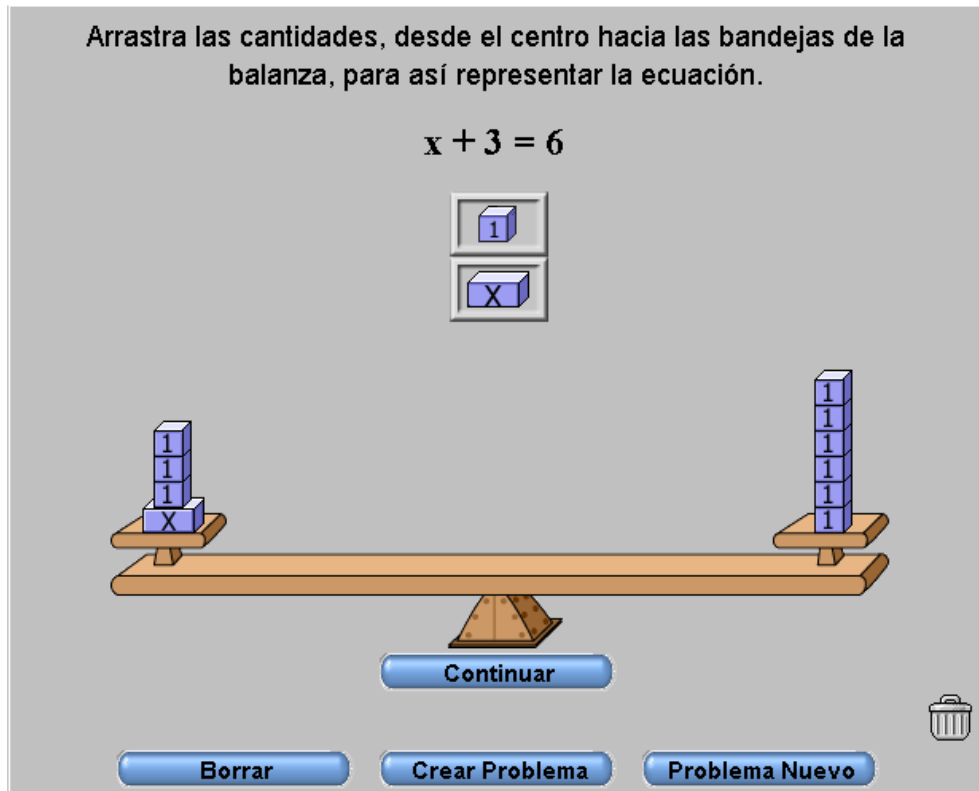 Arrastra las cantidades, desde el centro hacia las bandejas de la
balanza, para así representar la ecuación.
x + 3 = 6
1
X
1
1
1
X
1
1
1
1
1
1
Continuar
Borrar
Crear Problema
Problema Nuevo